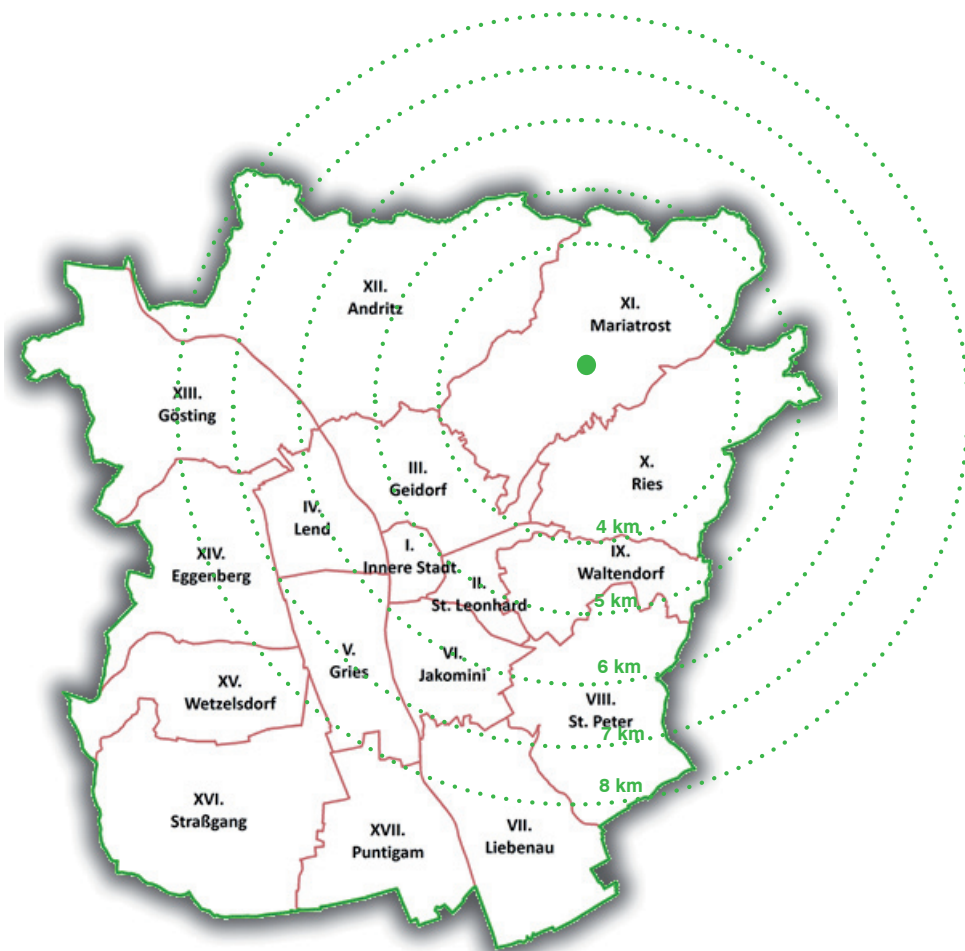 XII.
Andritz
XI.
Mariatrost
XIII.
Gösting
III.
Geidorf
X.
Ries
IV.
Lend
4 km
I.
Innere Stadt
IX.
Waltendorf
XIV.
Eggenberg
II.
St. Leonhard
5 km
V.
Gries
VI.
Jakomini
6 km
XV.
Wetzelsdorf
VIII.
St. Peter
7 km
8 km
XVI.
Straßgang
XVII.
Puntigam
VII.
Liebenau